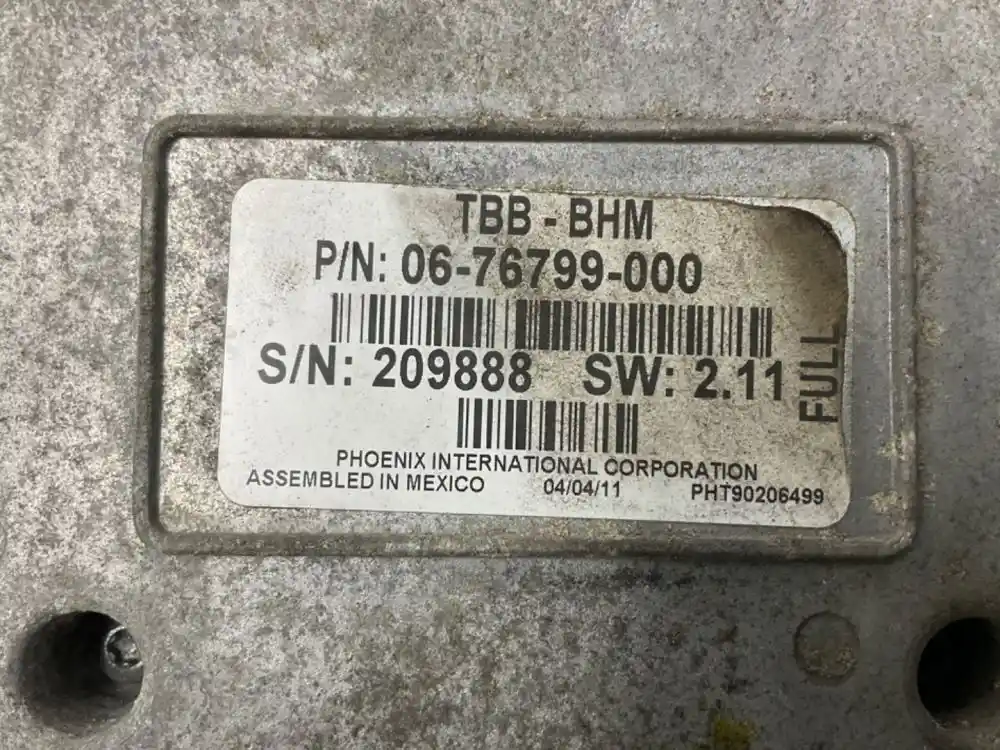 TBB - BHM
P/N: 06-76799-000
S/N: 209888 SW: 2.11
FULL
PHOENIX INTERNATIONAL CORPORATION
ASSEMBLED IN MEXICO 04/04/11 PHT90206499